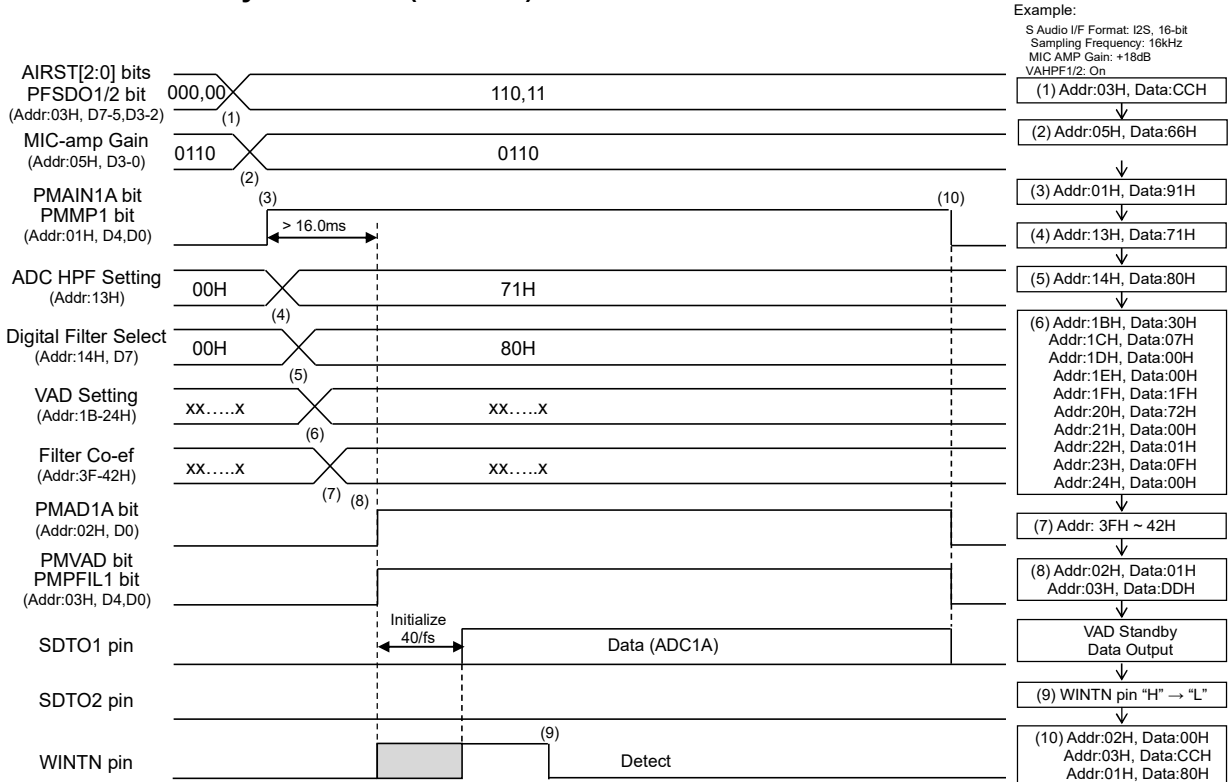 Example:
S Audio I/F Format: I2S, 16-bit
Sampling Frequency: 16kHz
MIC AMP Gain: +18dB
VAHPF1/2: On
AIRST[2:0] bits
PFSDO1/2 bit
(Addr:03H, D7-5,D3-2)
000,00
110,11
(1)
MIC-amp Gain
(Addr:05H, D3-0)
0110
0110
(2)
PMAIN1A bit
PMMP1 bit
(Addr:01H, D4,D0)
(3)
> 16.0ms
(10)
ADC HPF Setting
(Addr:13H)
00H
71H
(4)
Digital Filter Select
(Addr:14H, D7)
00H
80H
(5)
VAD Setting
(Addr:1B-24H)
xx…..x
xx…..x
(6)
Filter Co-ef
(Addr:3F-42H)
xx…..x
xx…..x
(7)
(8)
PMAD1A bit
(Addr:02H, D0)
PMVAD bit
PMPFIL1 bit
(Addr:03H, D4,D0)
SDTO1 pin
Initialize
40/fs
Data (ADC1A)
SDTO2 pin
WINTN pin
(9)
Detect
(1) Addr:03H, Data:CCH
(2) Addr:05H, Data:66H
(3) Addr:01H, Data:91H
(4) Addr:13H, Data:71H
(5) Addr:14H, Data:80H
(6) Addr:1BH, Data:30H
Addr:1CH, Data:07H
Addr:1DH, Data:00H
Addr:1EH, Data:00H
Addr:1FH, Data:1FH
Addr:20H, Data:72H
Addr:21H, Data:00H
Addr:22H, Data:01H
Addr:23H, Data:0FH
Addr:24H, Data:00H
(7) Addr: 3FH ~ 42H
(8) Addr:02H, Data:01H
Addr:03H, Data:DDH
VAD Standby
Data Output
(9) WINTN pin “H” → “L”
(10) Addr:02H, Data:00H
Addr:03H, Data:CCH
Addr:01H, Data:80H